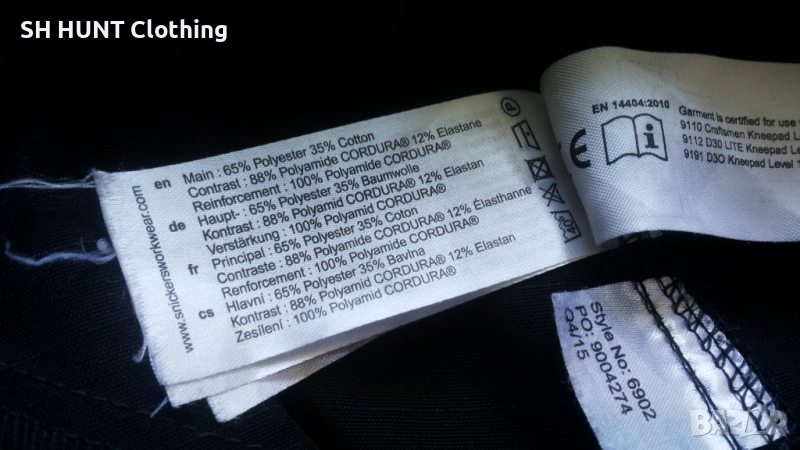 SH HUNT Clothing
www.snickersworkwear.com
en
Main : 65% Polyester 35% Cotton
Contrast : 88% Polyamide CORDURA® 12% Elastane
Reinforcement : 100% Polyamide CORDURA®
de
Haupt- : 65% Polyester 35% Baumwolle
Kontrast : 88% Polyamid CORDURA® 12% Elastan
Verstärkung : 100% Polyamid CORDURA®
fr
Principal : 65% Polyester 35% Coton
Contraste : 88% Polyamide CORDURA® 12% Élasthanne
Renforcement : 100% Polyamide CORDURA®
cs
Hlavní : 65% Polyester 35% Bavlna
Kontrast : 88% Polyamid CORDURA® 12% Elastan
Zesílení : 100% Polyamid CORDURA®
P
CE
EN 14404:2010
i
Garment is certified for use
9110 Craftsmen Kneepad
9112 D30 LITE Kneepad
9191 D3O Kneepad Level
Style No: 6902
PO: 9004274
Q4/15
BAZAR